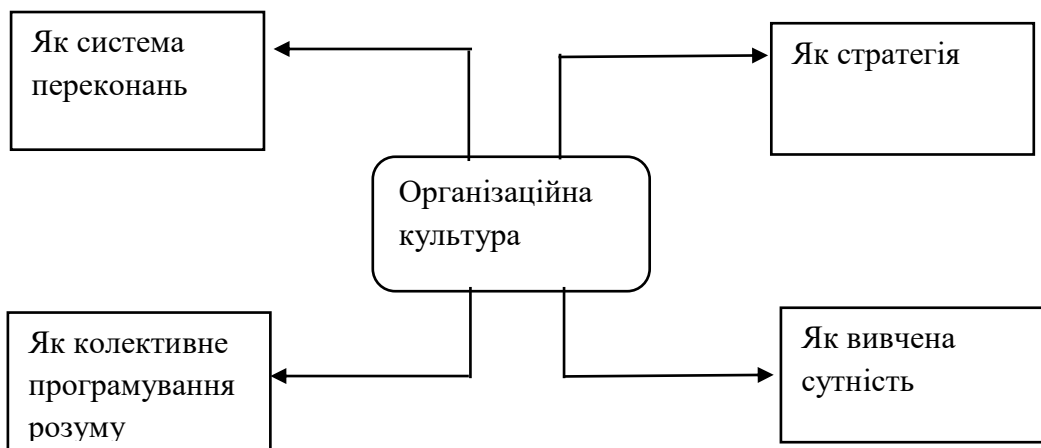 Як система
переконань
Як стратегія
Організаційна
культура
Як колективне
програмування
розуму
Як вивчена
сутність